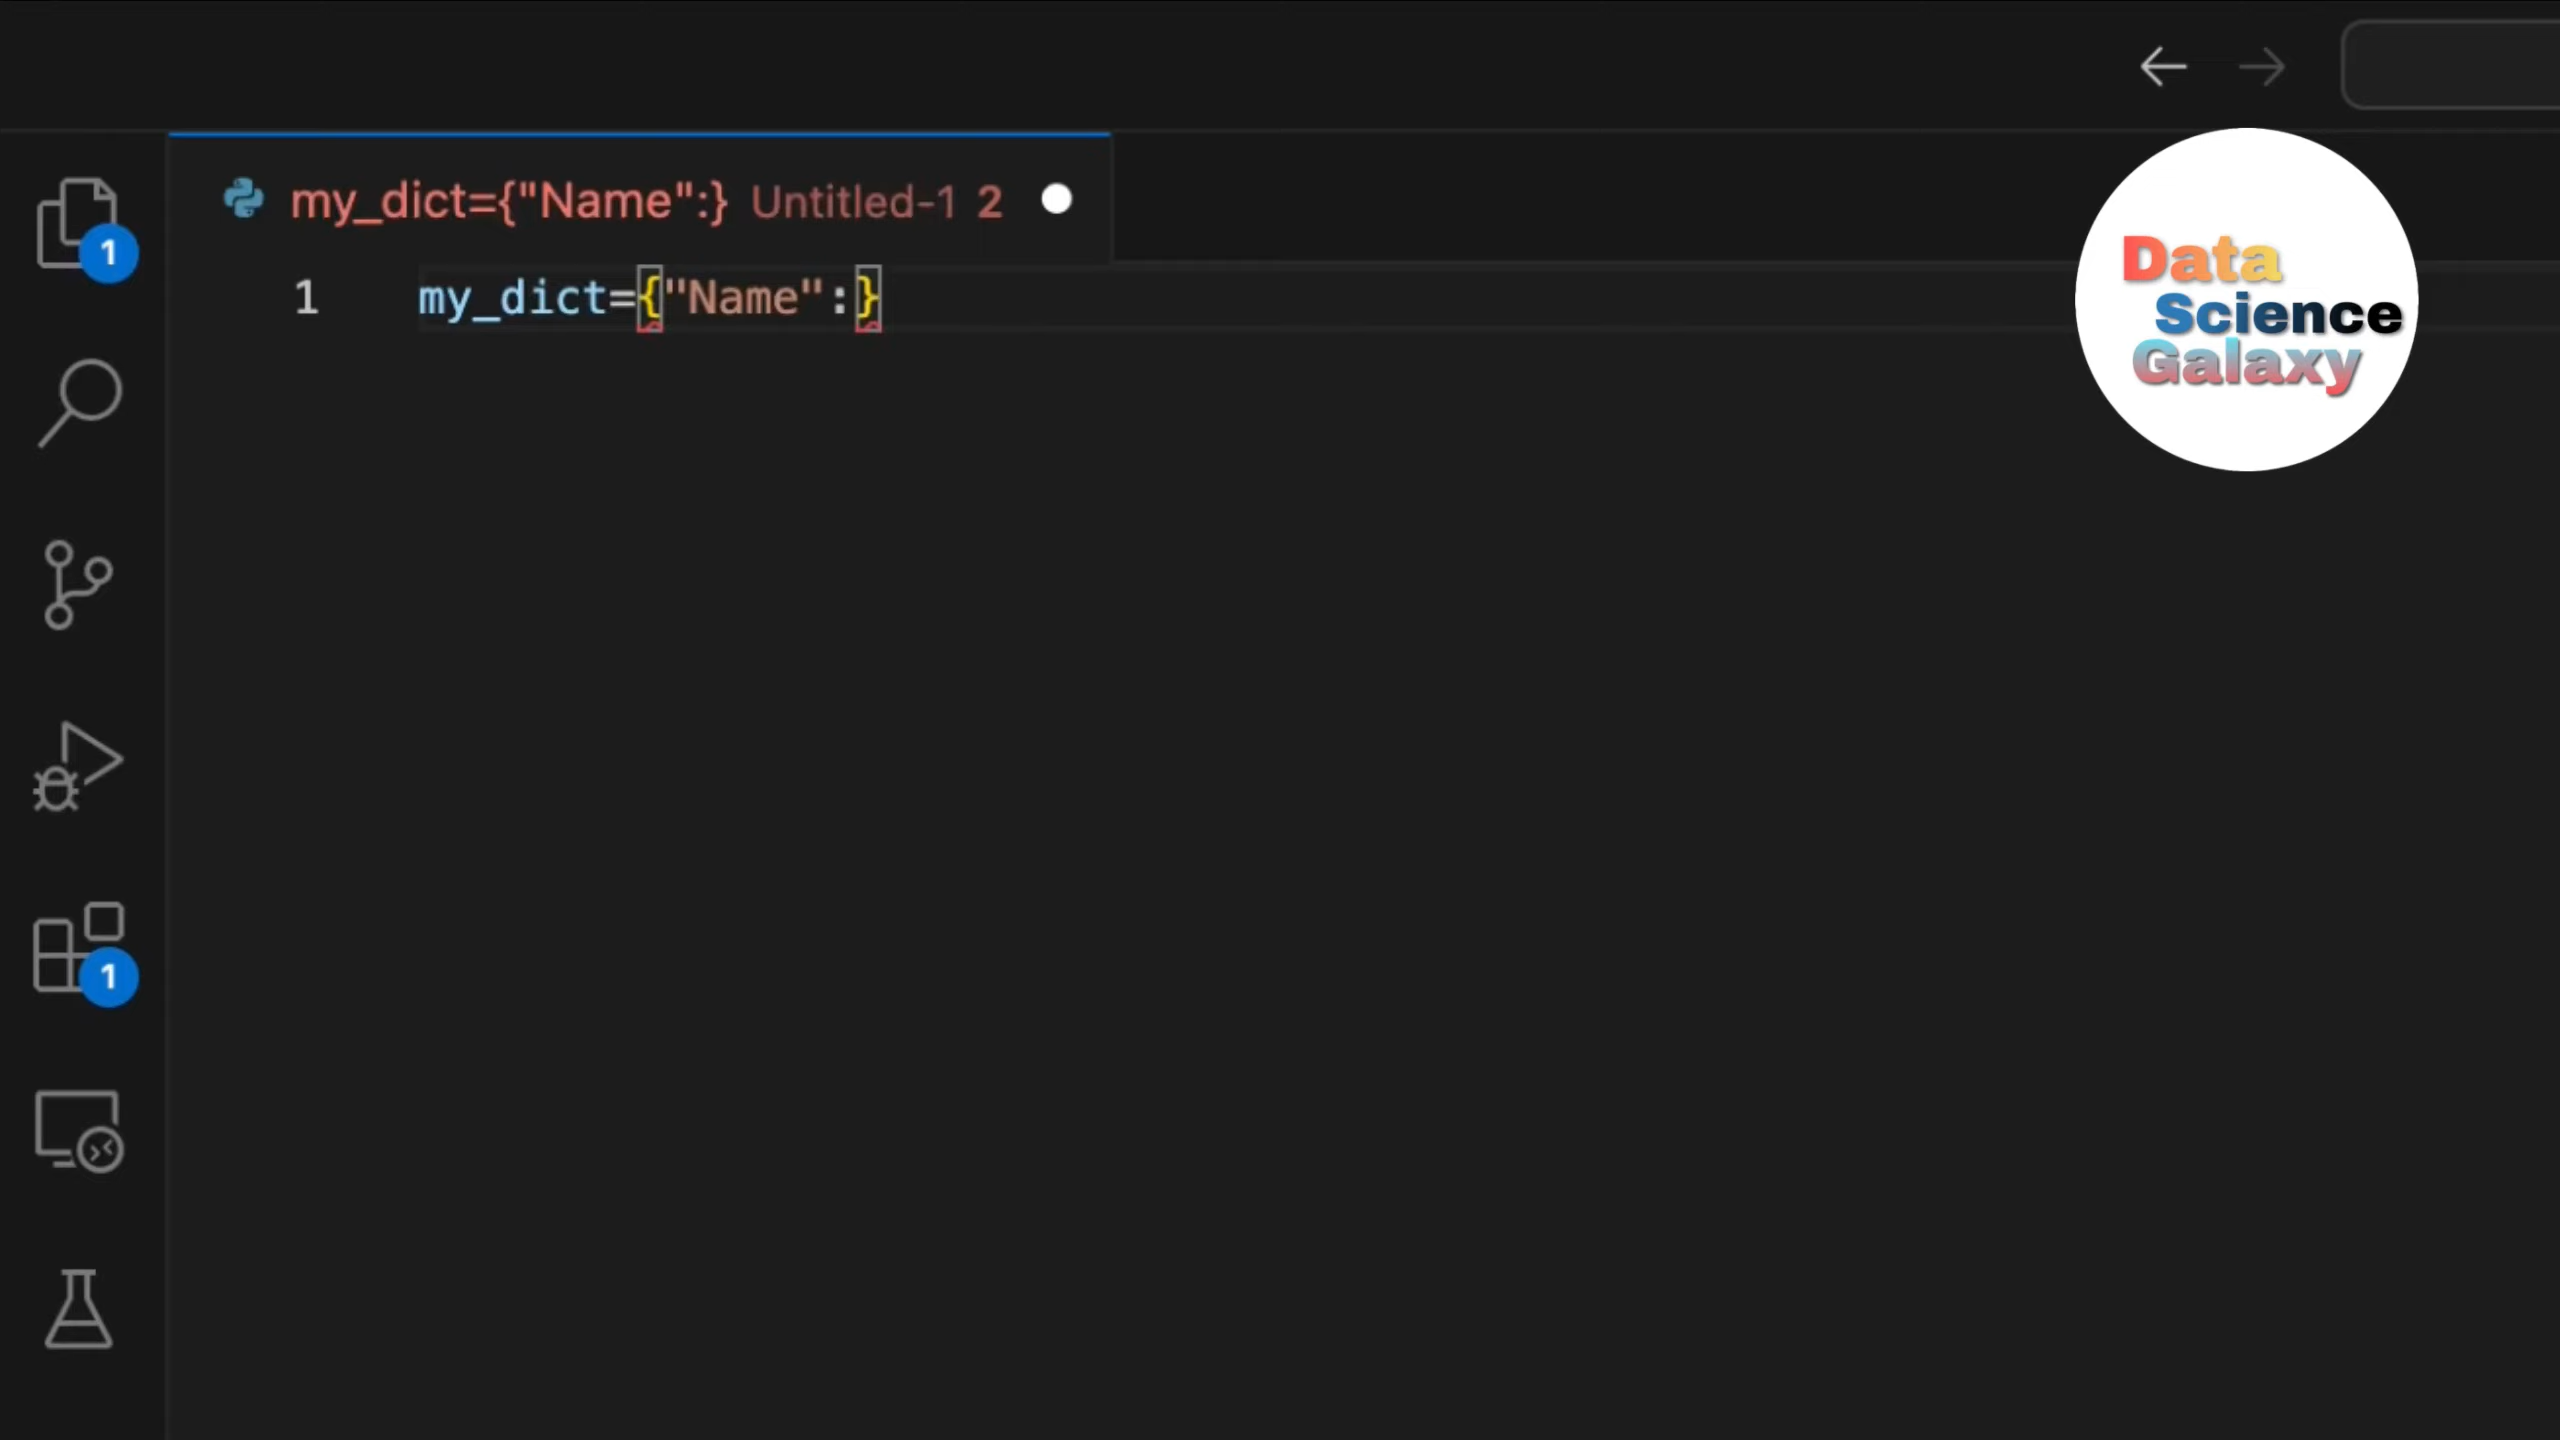 my_dict={"Name":} Untitled-1 2
1
1 my_dict={"Name":}
Data
Science
Galaxy
1